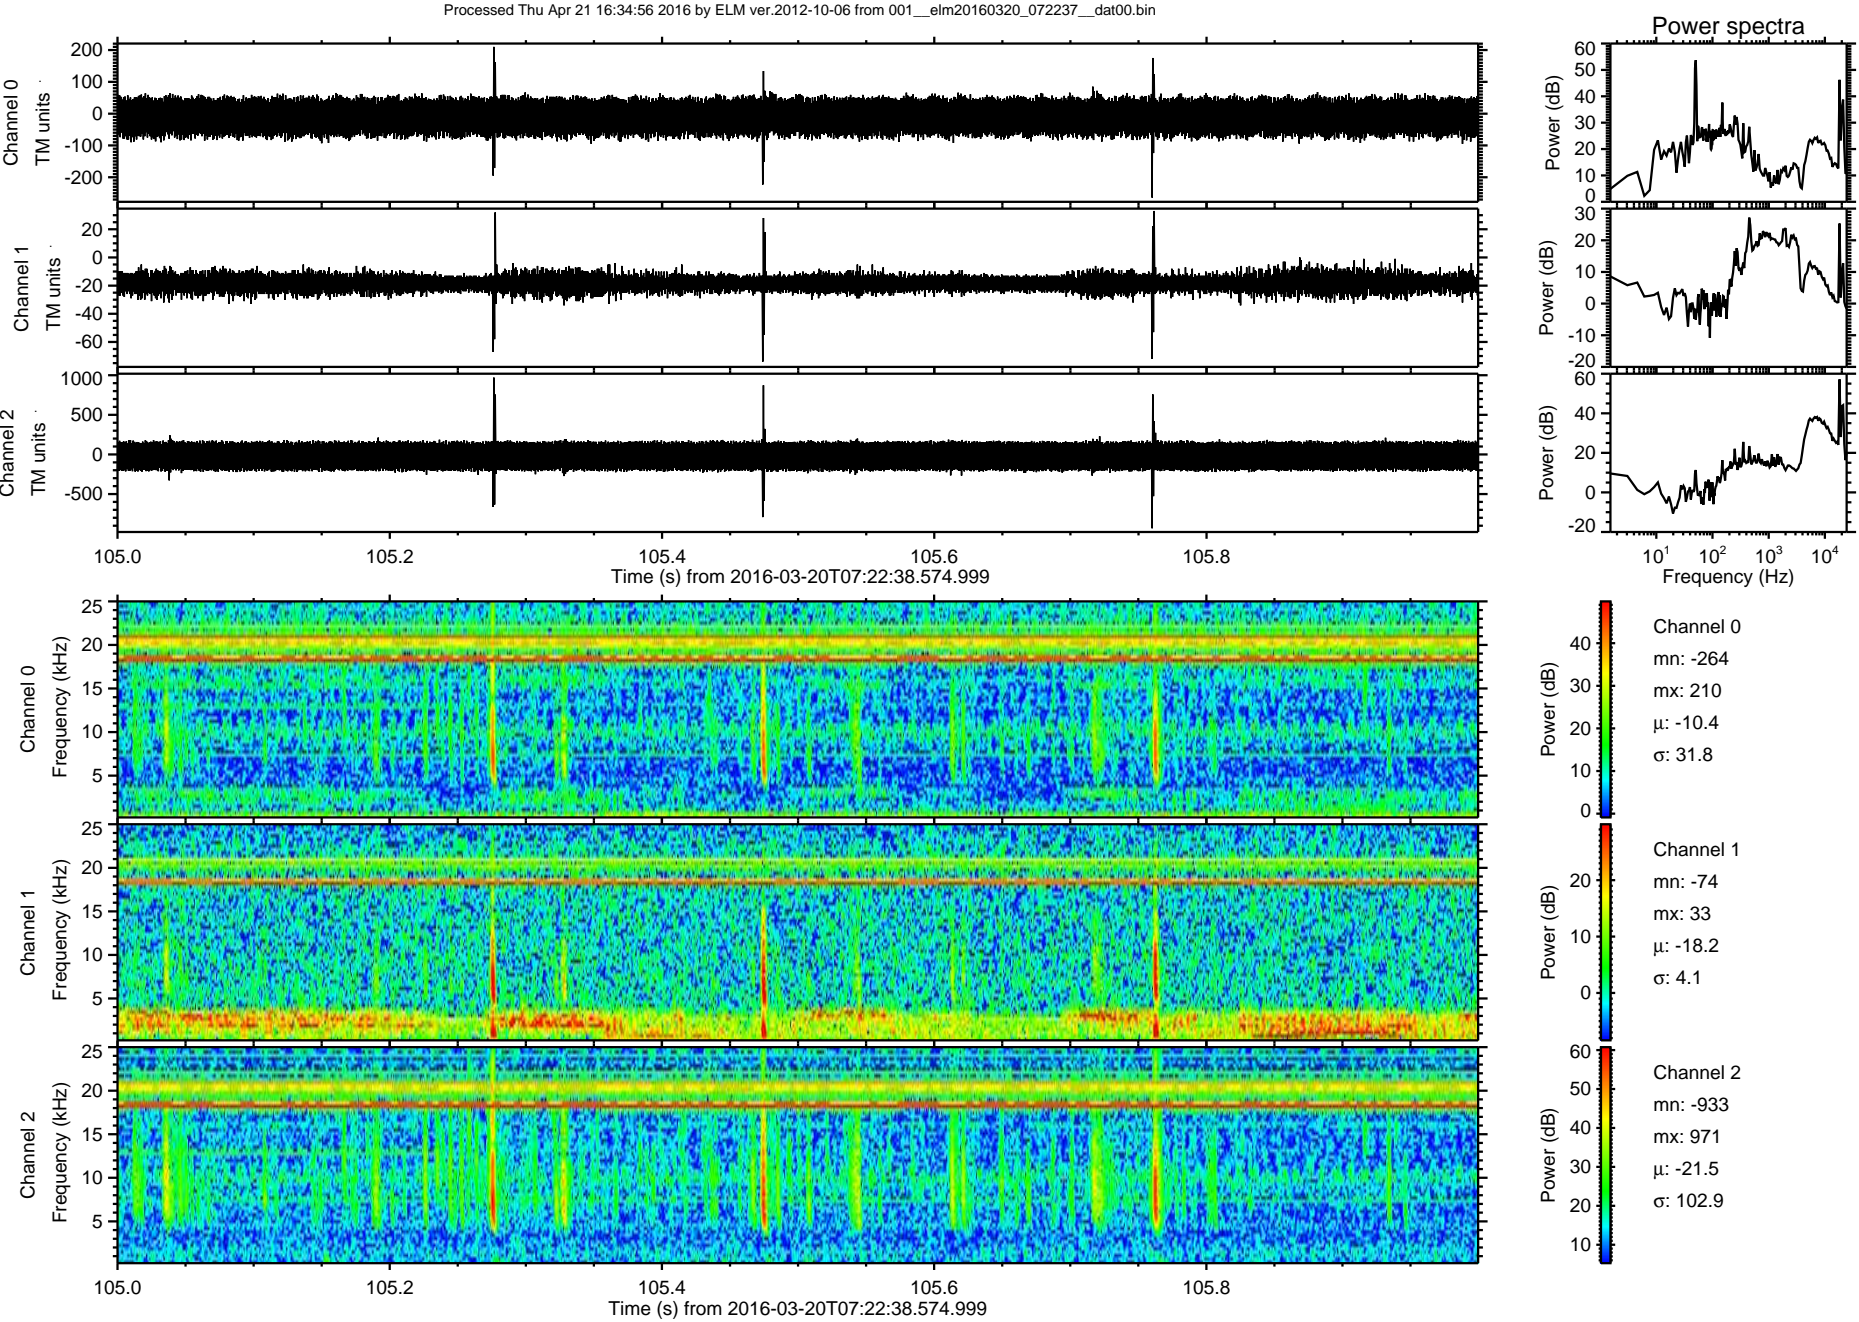 Processed Thu Apr 21 16:34:56 2016 by ELM ver.2012-10-06 from 001__elm20160320_072237__dat00.bin
Power spectra
Channel 0
TM units
200
100
0
-100
-200
Power (dB)
60
50
40
30
20
10
0
Channel 1
TM units
20
0
-20
-40
-60
Power (dB)
30
20
10
0
-10
-20
Channel 2
TM units
1000
500
0
-500
Power (dB)
60
40
20
0
-20
105.0 105.2 105.4 105.6 105.8
Time (s) from 2016-03-20T07:22:38.574.999
10¹ 10² 10³ 10⁴
Frequency (Hz)
Channel 0
Frequency (kHz)
25
20
15
10
5
Power (dB)
40
30
20
10
0
Channel 0
mn: -264
mx: 210
μ: -10.4
σ: 31.8
Channel 1
Frequency (kHz)
25
20
15
10
5
Power (dB)
20
10
0
Channel 1
mn: -74
mx: 33
μ: -18.2
σ: 4.1
Channel 2
Frequency (kHz)
25
20
15
10
5
Power (dB)
60
50
40
30
20
10
Channel 2
mn: -933
mx: 971
μ: -21.5
σ: 102.9
105.0 105.2 105.4 105.6 105.8
Time (s) from 2016-03-20T07:22:38.574.999